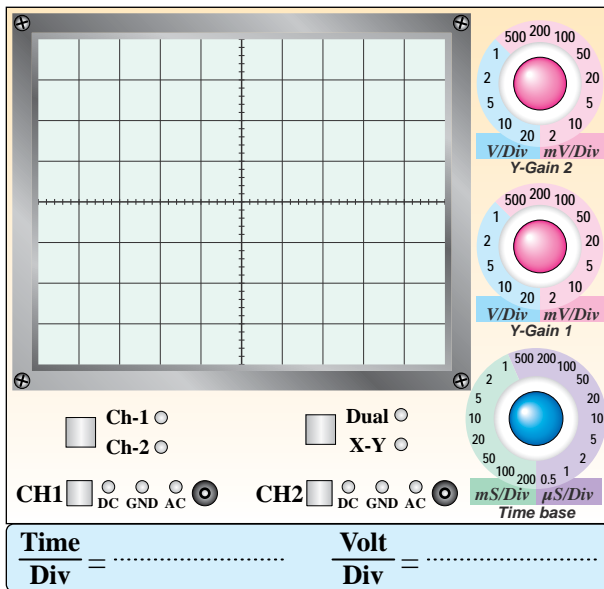 500 200 100
1 50
2 20
5 10
10 2
20
V/Div mV/Div
Y-Gain 2
500 200 100
1 50
2 20
5 10
10 2
20
V/Div mV/Div
Y-Gain 1
500 200
1 100
2 50
5 20
10 10
20 5
50 2
100 1
200 0.5
mS/Div µS/Div
Time base
Ch-1
Ch-2
Dual
X-Y
CH1 DC GND AC
CH2 DC GND AC
Time
Div = ....................
Volt
Div = ........................